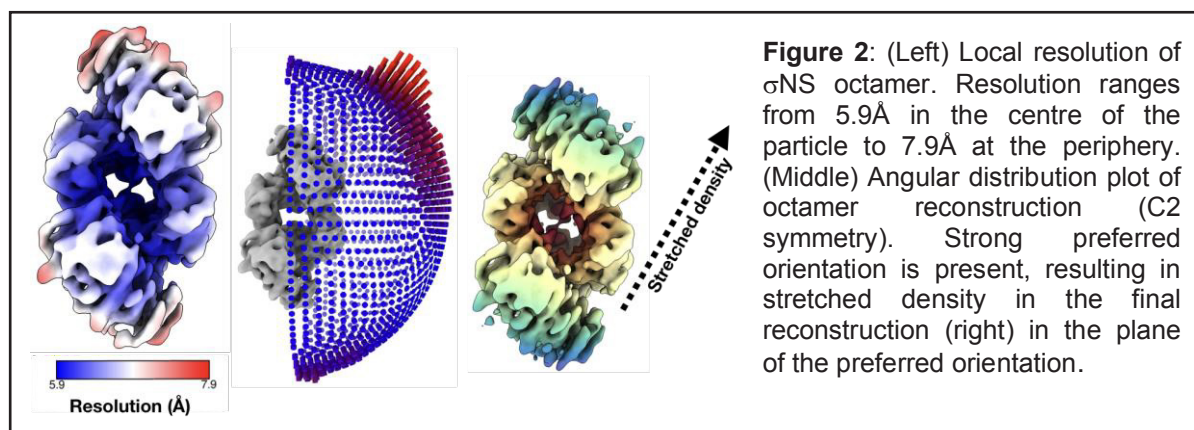 Figure 2: (Left) Local resolution of
σNS octamer. Resolution ranges
from 5.9Å in the centre of the
particle to 7.9Å at the periphery.
(Middle) Angular distribution plot of
octamer reconstruction (C2
symmetry). Strong preferred
orientation is present, resulting in
stretched density in the final
reconstruction (right) in the plane
of the preferred orientation.
Stretched density
5.9 7.9
Resolution (Å)